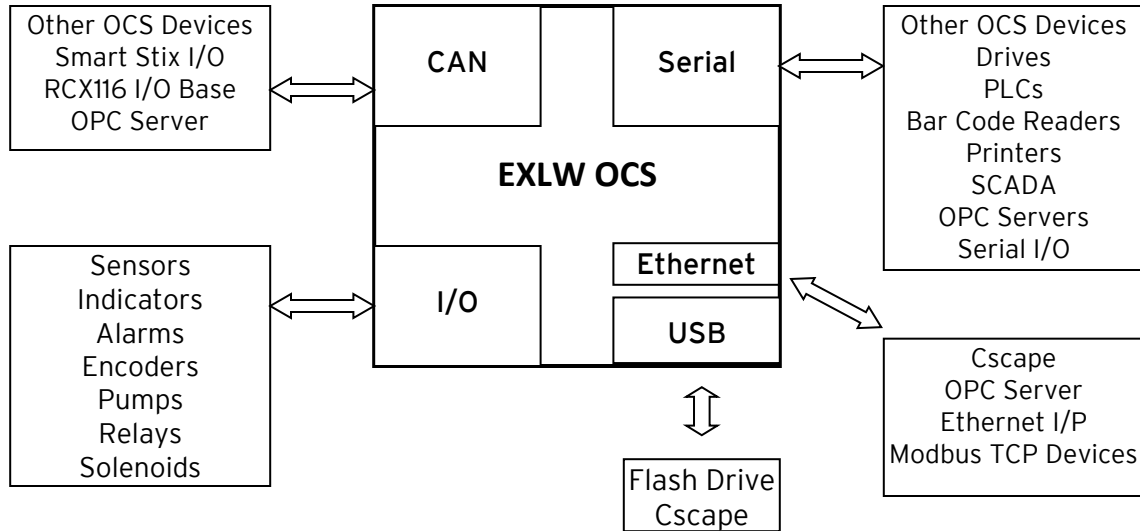 Other OCS Devices
Smart Stix I/O
RCX116 I/O Base
OPC Server
CAN
Serial
EXLW OCS
Other OCS Devices
Drives
PLCs
Bar Code Readers
Printers
SCADA
OPC Servers
Serial I/O
Sensors
Indicators
Alarms
Encoders
Pumps
Relays
Solenoids
I/O
Ethernet
USB
Cscape
OPC Server
Ethernet I/P
Modbus TCP Devices
Flash Drive
Cscape